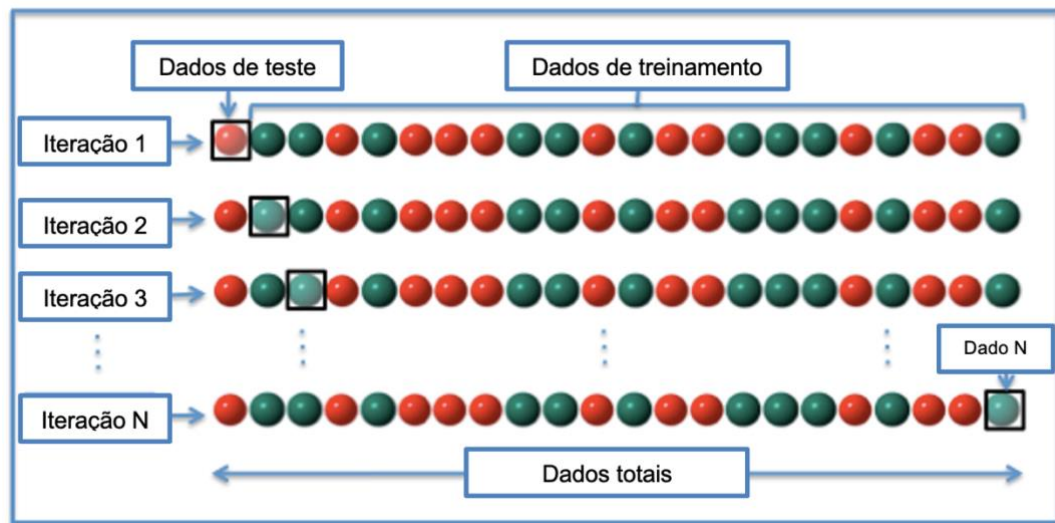 Dados de teste
Dados de treinamento
Iteração 1
Iteração 2
Iteração 3
Dado N
Iteração N
Dados totais